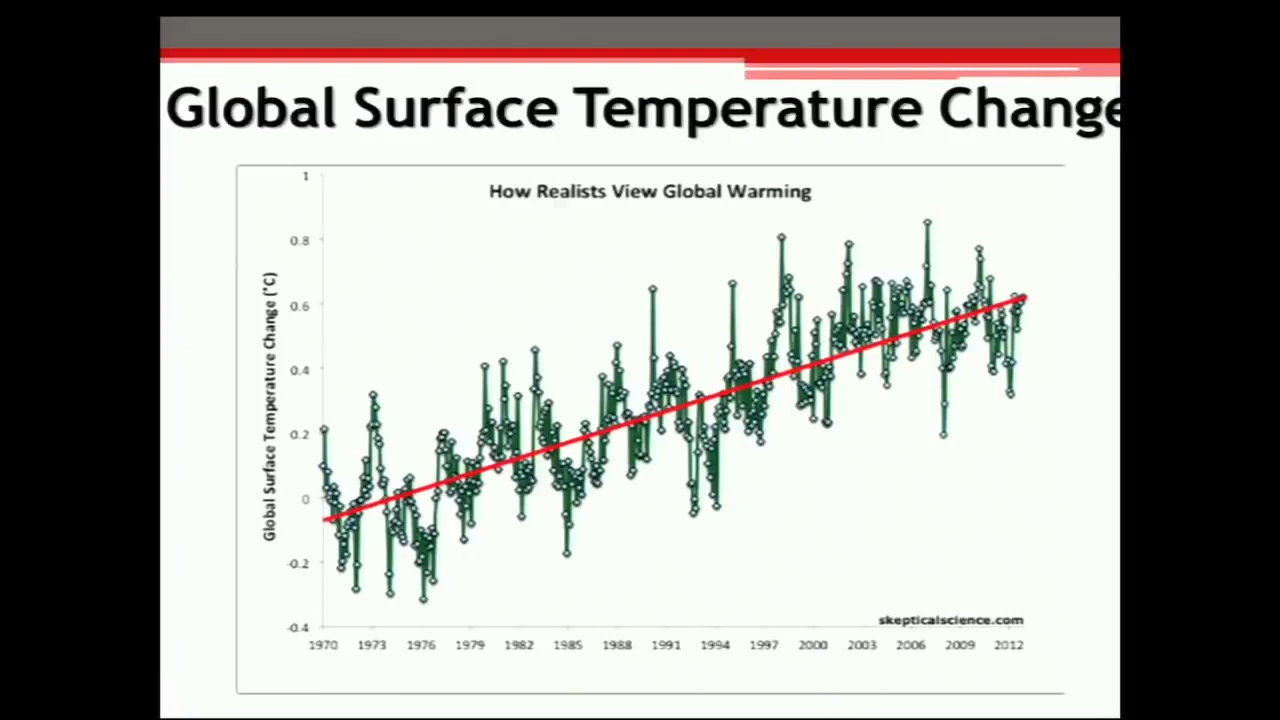 Global Surface Temperature Change
How Realists View Global Warming
Global Surface Temperature Change (°C)
1
0.8
0.6
0.4
0.2
0
-0.2
-0.4
skepticalscience.com
1970 1973 1976 1979 1982 1985 1988 1991 1994 1997 2000 2003 2006 2009 2012